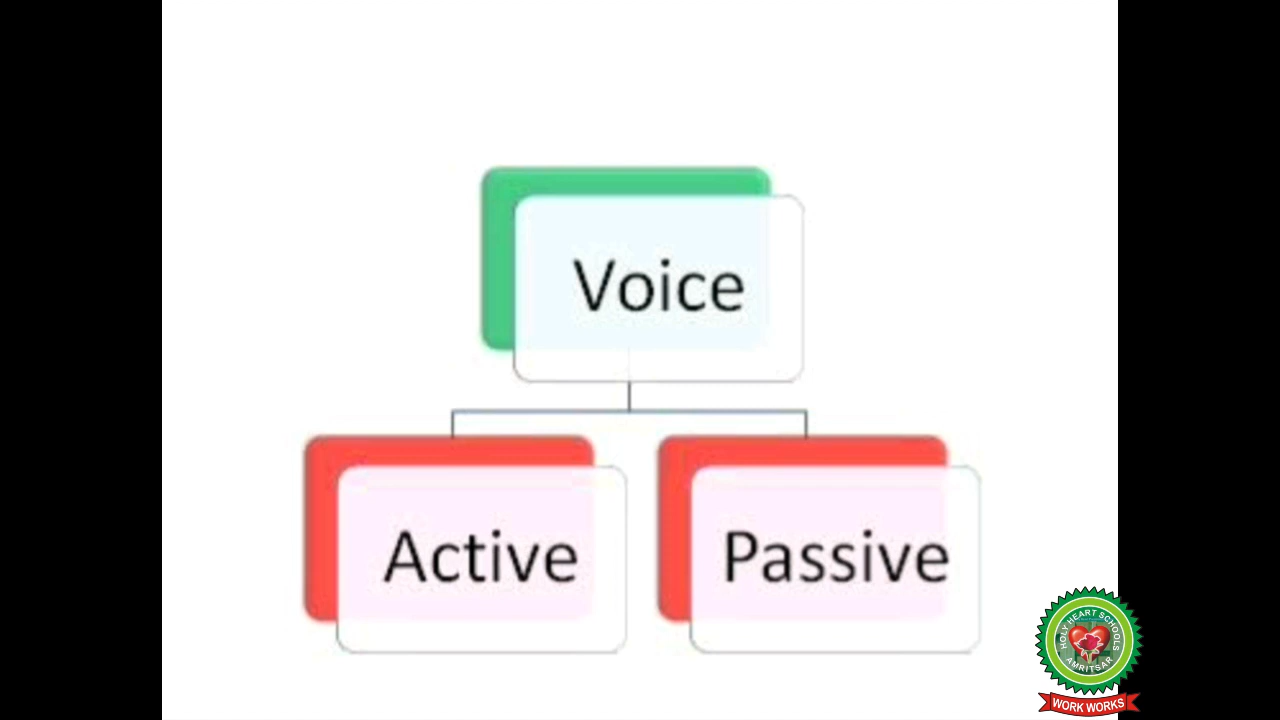 Voice
Active
Passive
HOLY HEART SCHOOLS
AMRITSAR
WORK WORKS